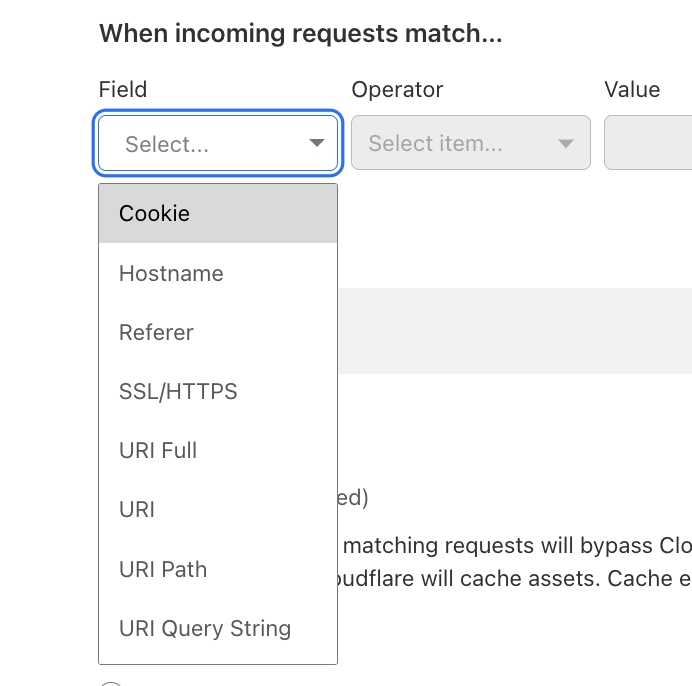 When incoming requests match...
Field Operator Value
Select... Select item...
Cookie
Hostname
Referer
SSL/HTTPS
URI Full
URI
ed)
matching requests will bypass Clo
URI Path
oudflare will cache assets. Cache e
URI Query String